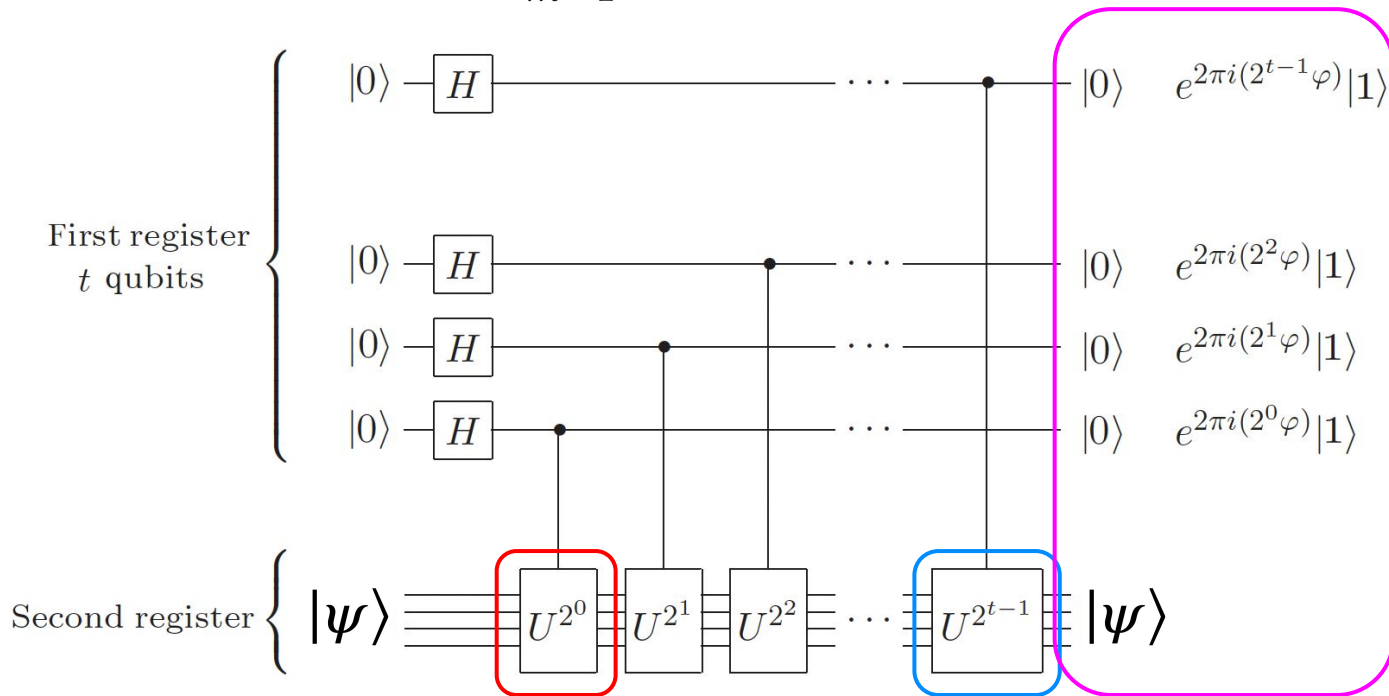 |0⟩ H ··· |0⟩ e^{2πi(2^{t−1}φ)}|1⟩
First register
t qubits
|0⟩ H ··· |0⟩ e^{2πi(2^2φ)}|1⟩
|0⟩ H ··· |0⟩ e^{2πi(2^1φ)}|1⟩
|0⟩ H ··· |0⟩ e^{2πi(2^0φ)}|1⟩
Second register |ψ⟩ U^{2^0} U^{2^1} U^{2^2} ··· U^{2^{t−1}} |ψ⟩